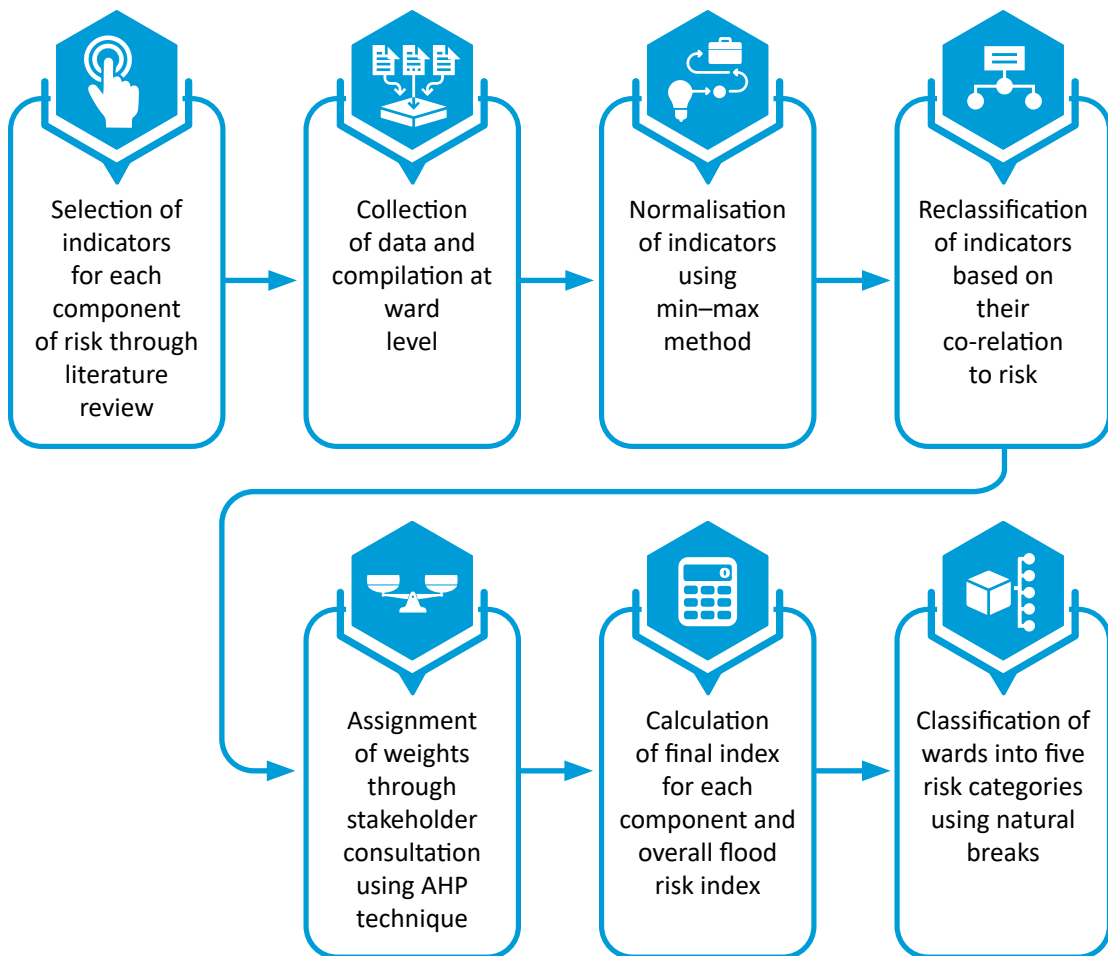 Selection of
indicators
for each
component
of risk through
literature
review
Collection
of data and
compilation at
ward
level
Normalisation
of indicators
using
min–max
method
Reclassification
of indicators
based on
their
co-relation
to risk
Assignment
of weights
through
stakeholder
consultation
using AHP
technique
0
Calculation
of final index
for each
component and
overall flood
risk index
Classification of
wards into five
risk categories
using natural
breaks